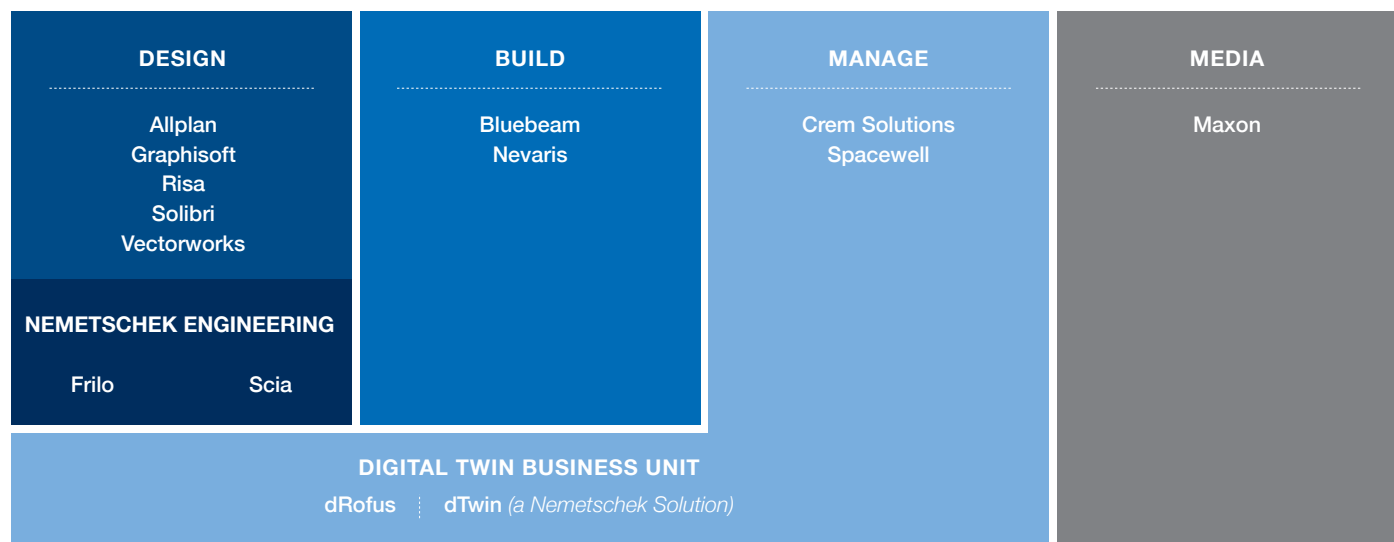 DESIGN
Allplan
Graphisoft
Risa
Solibri
Vectorworks
NEMETSCHEK ENGINEERING
Frilo Scia
BUILD
Bluebeam
Nevaris
MANAGE
Crem Solutions
Spacewell
MEDIA
Maxon
DIGITAL TWIN BUSINESS UNIT
dRofus dTwin (a Nemetschek Solution)